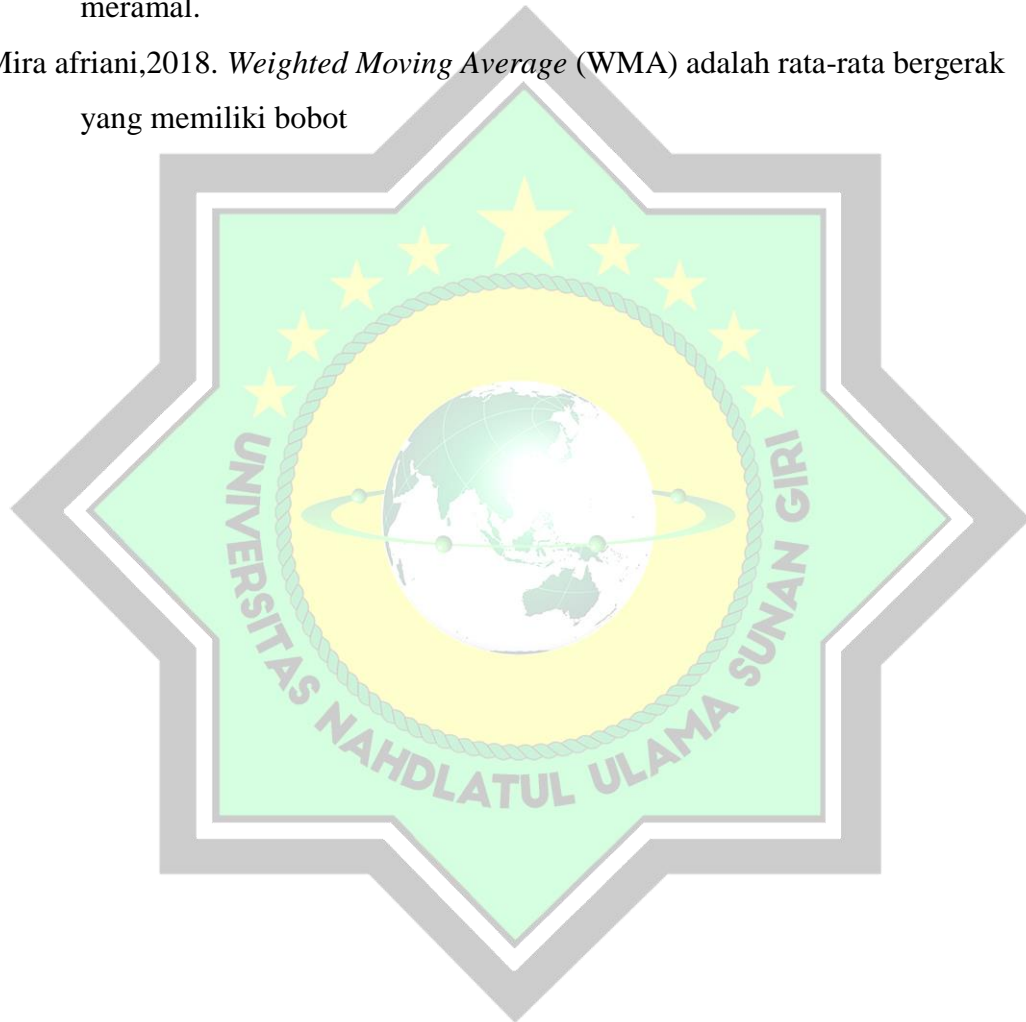 meramal.
Mira afriani,2018. Weighted Moving Average (WMA) adalah rata-rata bergerak
yang memiliki bobot
UNIVERSITAS NAHDLATUL ULAMA SUNAN GIRI